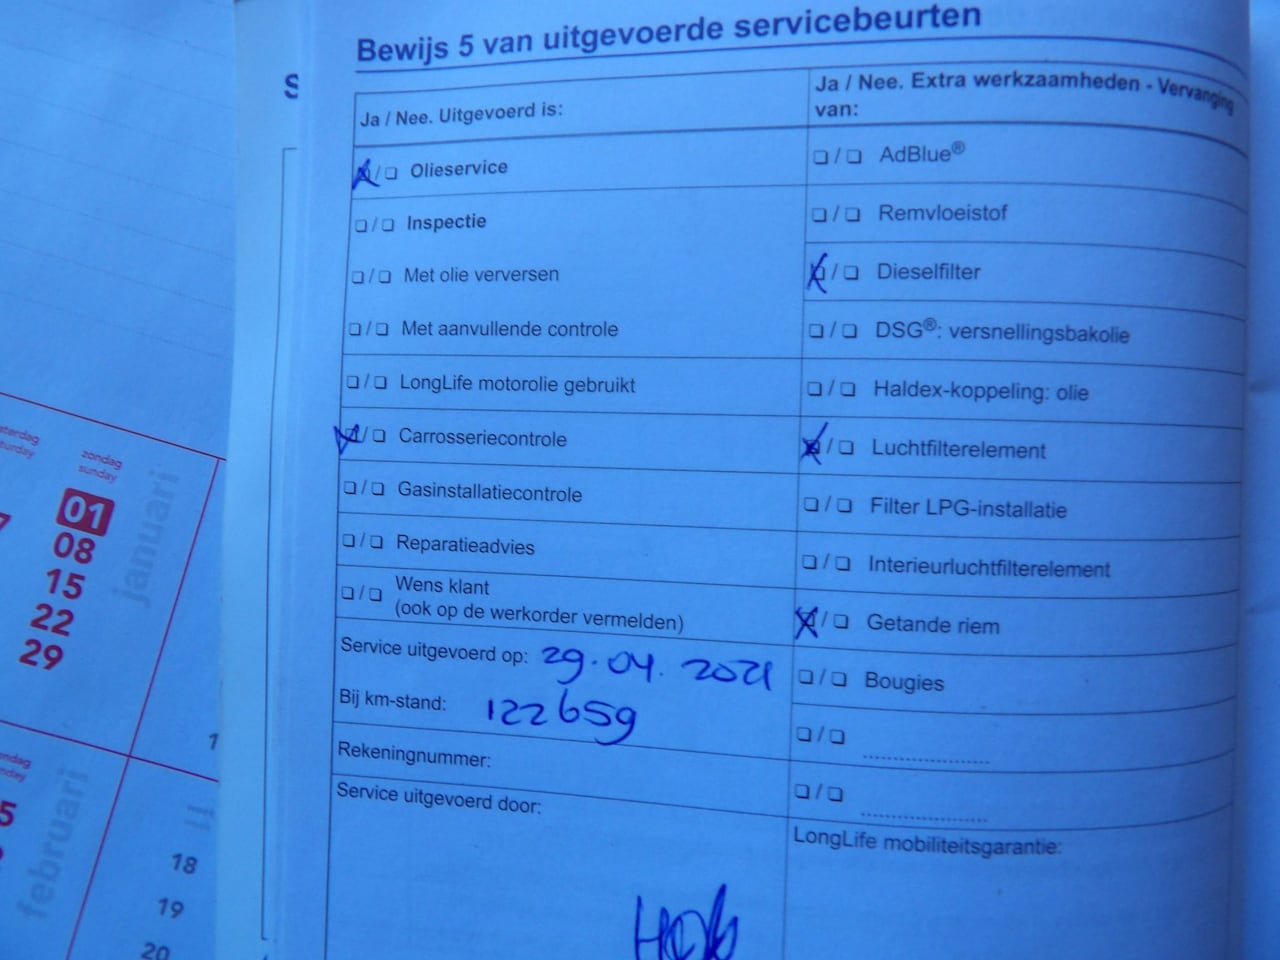 Bewijs 5 van uitgevoerde servicebeurten
S
Ja / Nee. Uitgevoerd is:
Olieservice
Inspectie
Met olie verversen
Met aanvullende controle
LongLife motorolie gebruikt
Carrosseriecontrole
Gasinstallatiecontrole
Reparatieadvies
Wens klant
(ook op de werkorder vermelden)
Service uitgevoerd op: 29.04.2021
Bij km-stand: 122659
Rekeningnummer:
Service uitgevoerd door:
Ja / Nee. Extra werkzaamheden - Vervanging
van:
AdBlue®
Remvloeistof
Dieselfilter
DSG®: versnellingsbakolie
Haldex-koppeling: olie
Luchtfilterelement
Filter LPG-installatie
Interieurluchtfilterelement
Getande riem
Bougies
LongLife mobiliteitsgarantie:
zondag
sunday
januari
01
08
15
22
29
februari
18
19
20